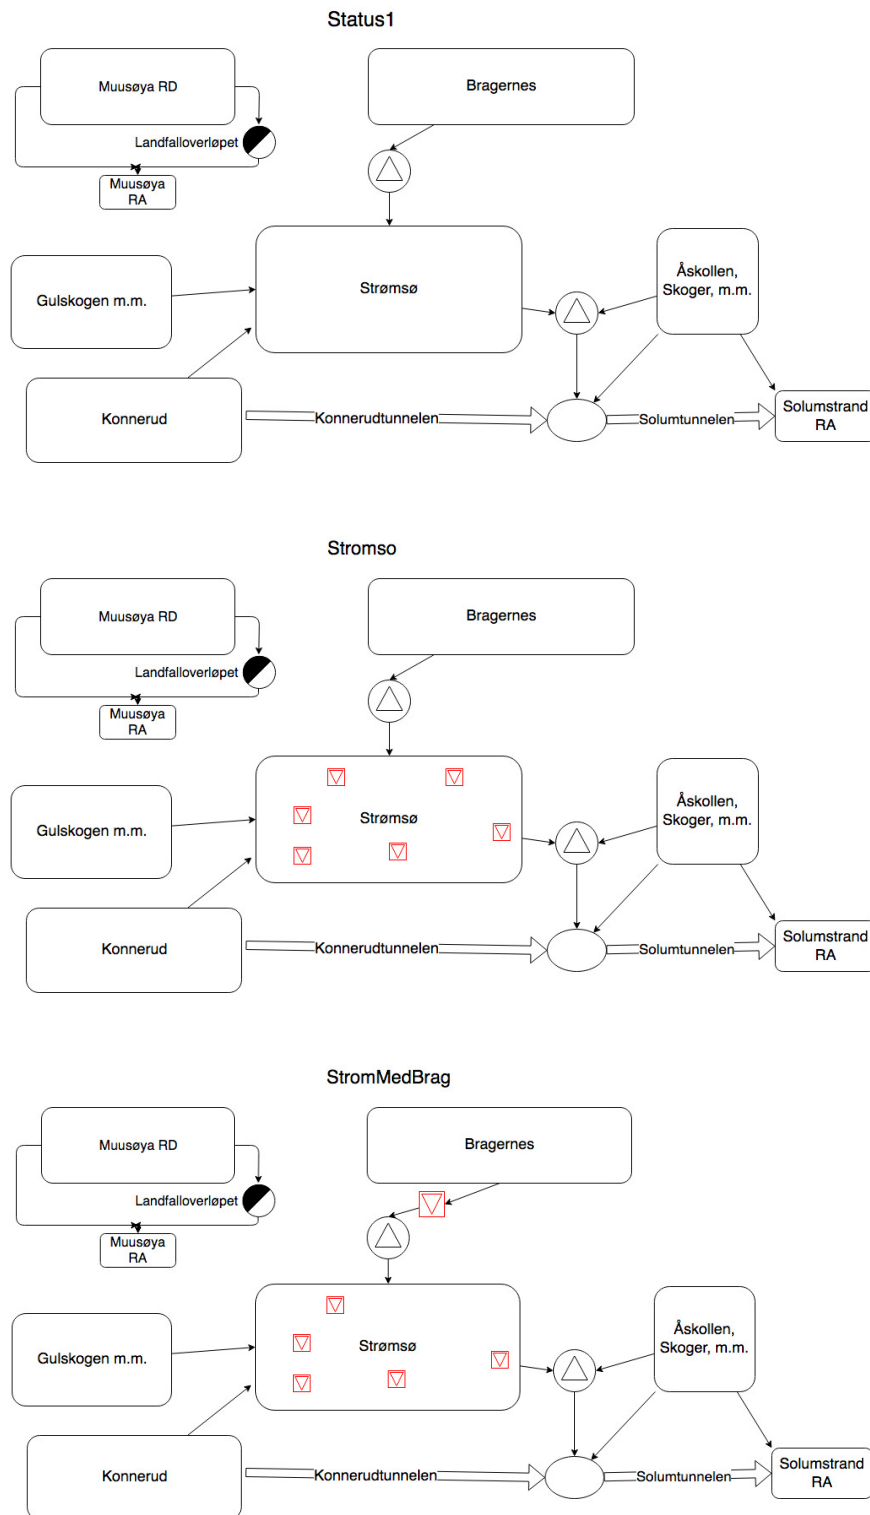 Status1
Muusøya RD
Bragernes
Landfalloverløpet
Muusøya
RA
Strømsø
Åskollen,
Skoger, m.m.
Gulskogen m.m.
Konnerud
Konnerudtunnelen
Solumtunnelen
Solumstrand
RA
Stromso
Muusøya RD
Bragernes
Landfalloverløpet
Muusøya
RA
Strømsø
Åskollen,
Skoger, m.m.
Gulskogen m.m.
Konnerud
Konnerudtunnelen
Solumtunnelen
Solumstrand
RA
StromMedBrag
Muusøya RD
Bragernes
Landfalloverløpet
Muusøya
RA
Strømsø
Åskollen,
Skoger, m.m.
Gulskogen m.m.
Konnerud
Konnerudtunnelen
Solumtunnelen
Solumstrand
RA